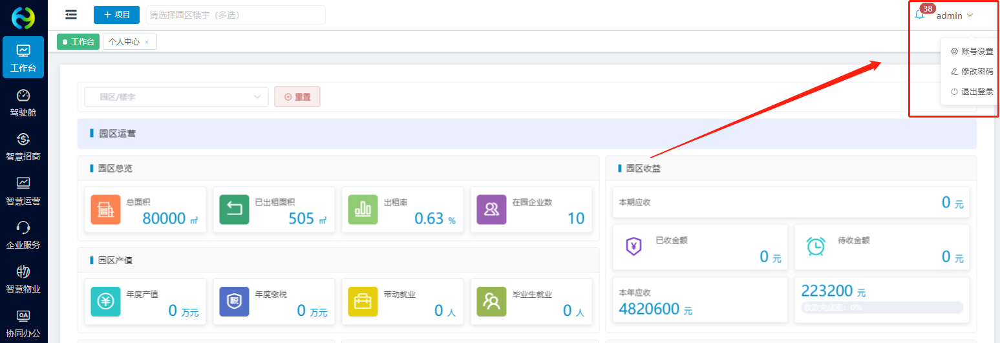 + 项目
请选择园区楼宇（多选）
38
admin
工作台
个人中心 ×
账号设置
修改密码
退出登录
工作台
驾驶舱
智慧招商
智慧运营
企业服务
物
智慧物业
OA
协同办公
园区/楼宇
重置
园区运营
园区总览
总面积
80000 ㎡
已出租面积
505 ㎡
出租率
0.63 %
在园企业数
10
园区产值
年度产值
0 万元
税
年度缴税
0 万元
带动就业
0 人
毕业生就业
0 人
园区收益
本期应收
0 元
已收金额
0 元
待收金额
0 元
本年应收
4820600 元
223200 元
收款完成率：0%